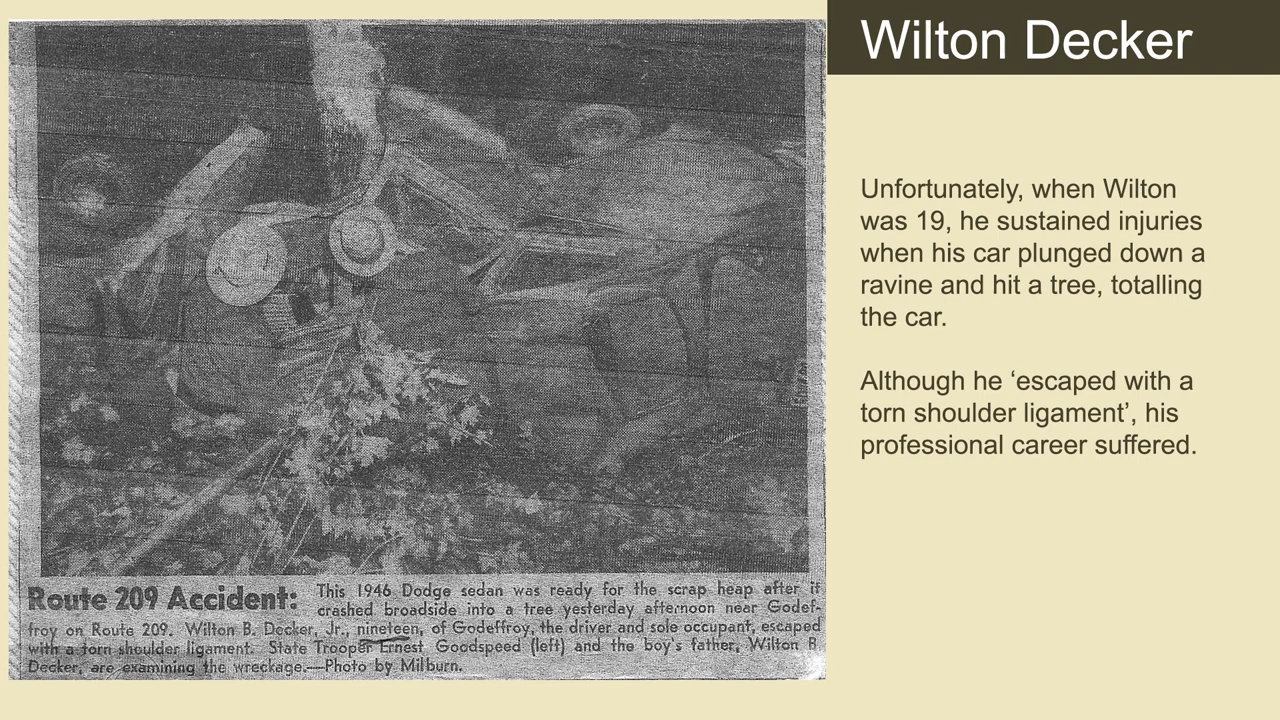 Wilton Decker
Unfortunately, when Wilton
was 19, he sustained injuries
when his car plunged down a
ravine and hit a tree, totalling
the car.
Although he ‘escaped with a
torn shoulder ligament’, his
professional career suffered.
Route 209 Accident: This 1946 Dodge sedan was ready for the scrap heap after it
crashed broadside into a tree yesterday afternoon near Godef-
froy on Route 209. Wilton B. Decker, Jr., nineteen, of Godeffroy, the driver and sole occupant, escaped
with a torn shoulder ligament. State Trooper Ernest Goodspeed (left) and the boy's father, Wilton B.
Decker, are examining the wreckage.—Photo by Milburn.